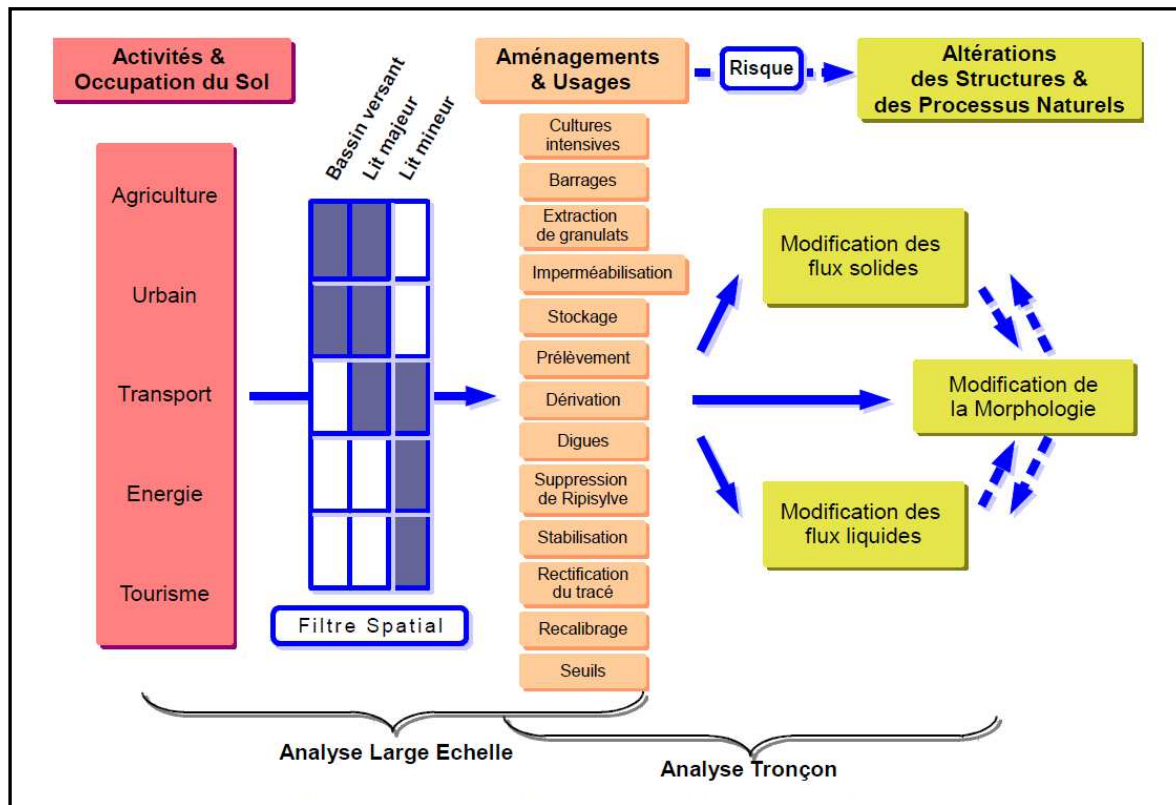 Activités &
Occupation du Sol
Bassin versant
Lit majeur
Lit mineur
Aménagements
& Usages
Risque
Altérations
des Structures &
des Processus Naturels
Agriculture
Urbain
Transport
Energie
Tourisme
Filtre Spatial
Cultures
intensives
Barrages
Extraction
de granulats
Imperméabilisation
Stockage
Prélèvement
Dérivation
Digues
Suppression
de Ripisylve
Stabilisation
Rectification
du tracé
Recalibrage
Seuils
Modification des
flux solides
Modification de
la Morphologie
Modification des
flux liquides
Analyse Large Echelle
Analyse Tronçon